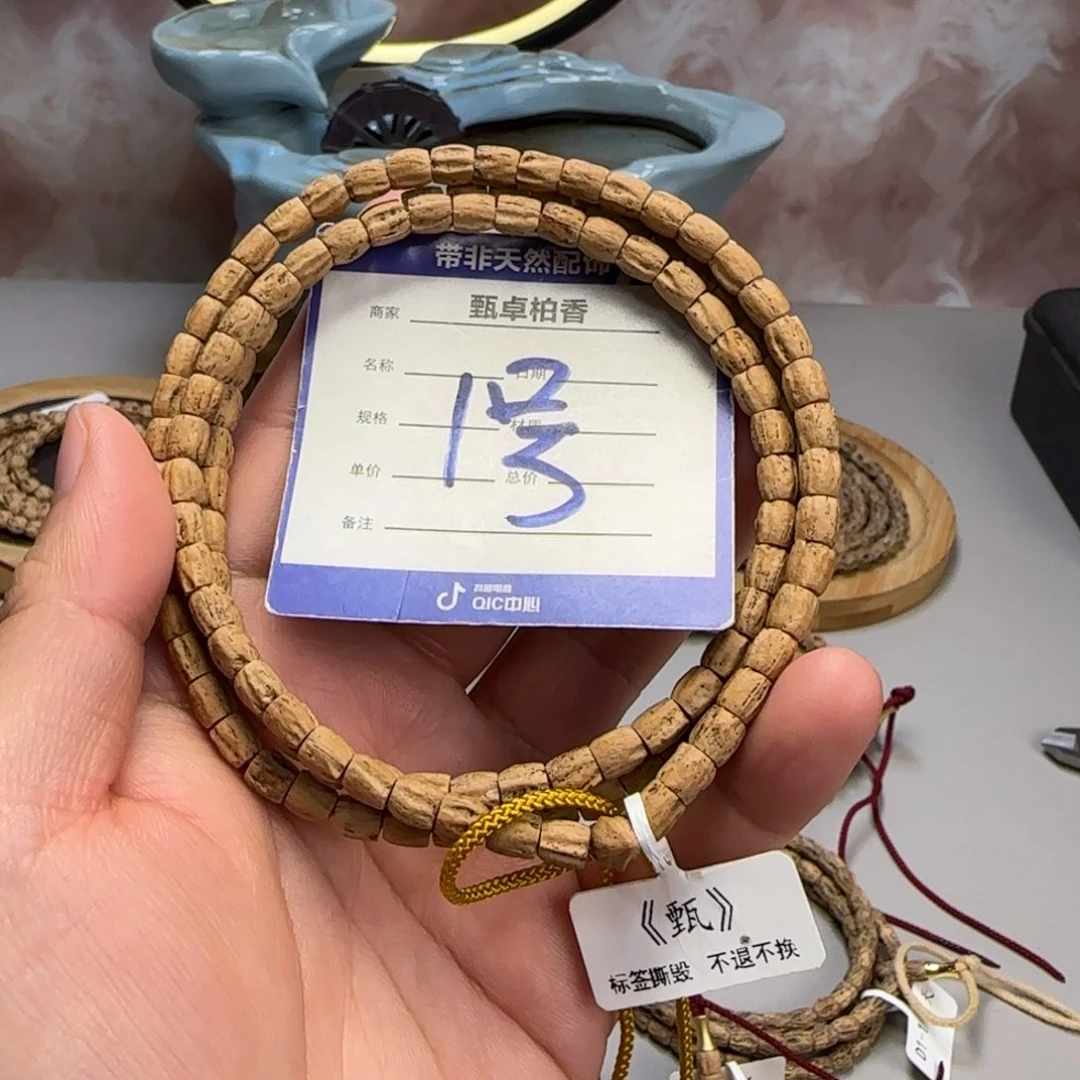 带非天然配饰
商家 甄卓柏香
名称 日期
1号
规格 材质
单价 总价
备注
抖音电商
QIC中心
《甄》
标签撕毁 不退不换